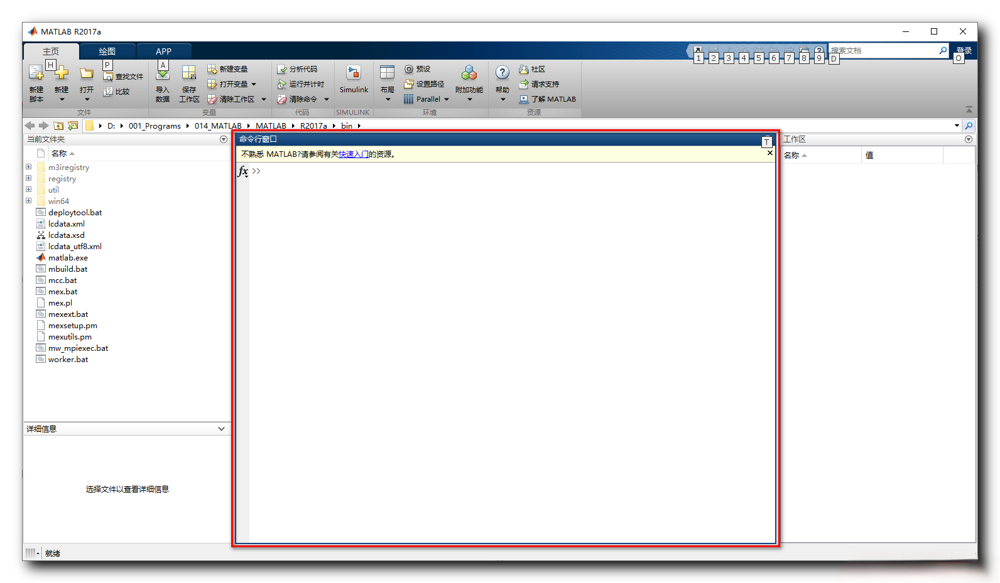 MATLAB R2017a
主页 绘图 APP
搜索文档 登录
H P A 1 2 3 4 5 6 7 8 9 D O
新建脚本 新建 打开 查找文件 比较
导入数据 保存工作区 新建变量 打开变量 清除工作区
分析代码 运行并计时 清除命令
Simulink
布局 预设 设置路径 Parallel 附加功能
帮助 社区 请求支持 了解 MATLAB
文件 变量 代码 SIMULINK 环境 资源
D: 001_Programs 014_MATLAB MATLAB R2017a bin
当前文件夹
名称
m3iregistry
registry
util
win64
deploytool.bat
lcdata.xml
lcdata.xsd
lcdata_utf8.xml
matlab.exe
mbuild.bat
mcc.bat
mex.bat
mex.pl
mexext.bat
mexsetup.pm
mexutils.pm
mw_mpiexec.bat
worker.bat
详细信息
选择文件以查看详细信息
命令行窗口 T
不熟悉 MATLAB?请参阅有关快速入门的资源。
fx >>
工作区
名称 值
就绪